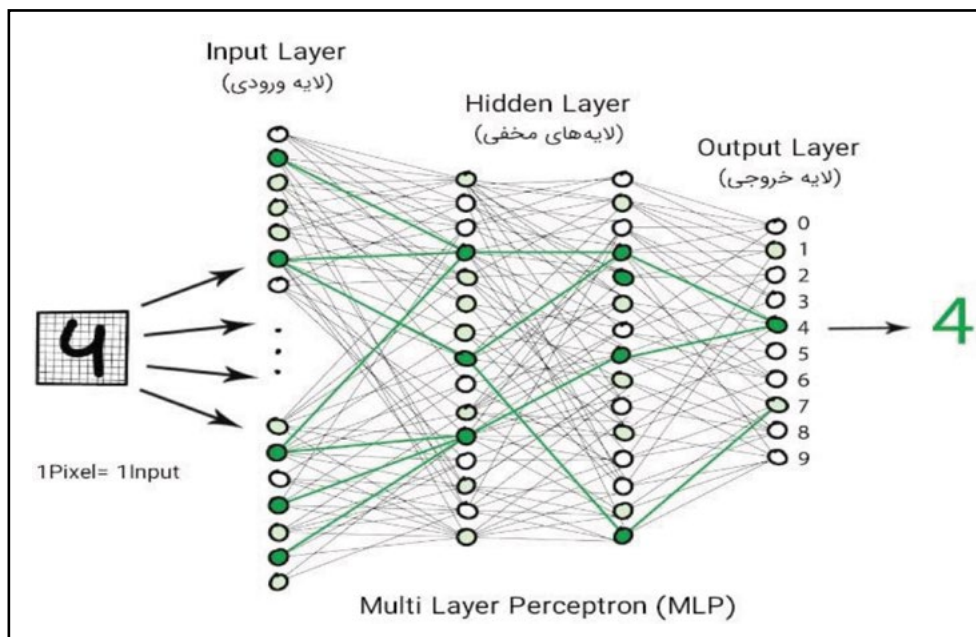 Input Layer
(لایه ورودی)
Hidden Layer
(لایه‌های مخفی)
Output Layer
(لایه خروجی)
0
1
2
3
4
5
6
7
8
9
4
4
1Pixel= 1Input
Multi Layer Perceptron (MLP)